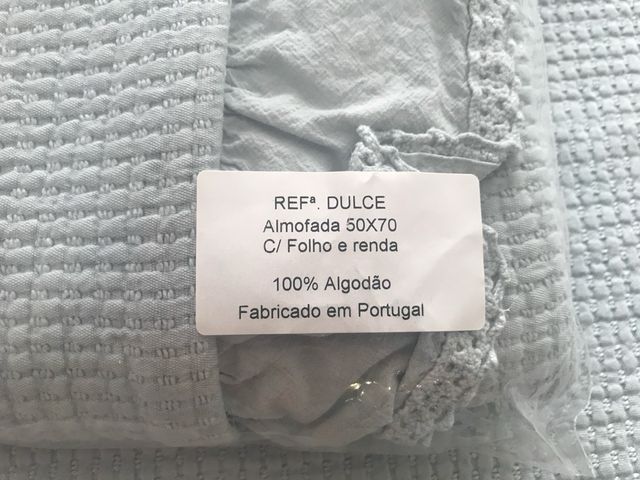 REFª. DULCE
Almofada 50X70
C/ Folho e renda
100% Algodão
Fabricado em Portugal